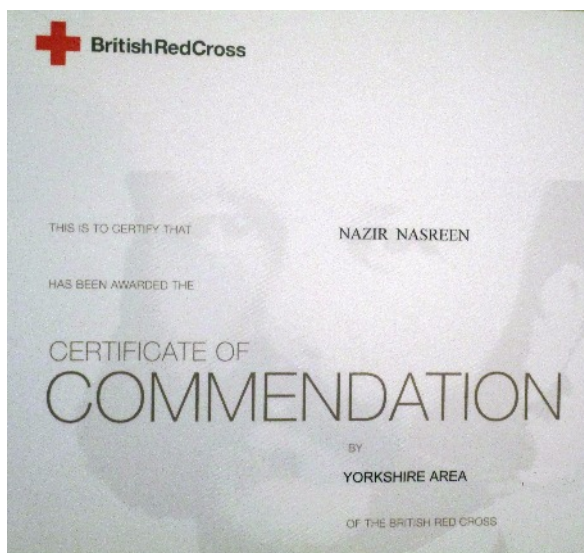 BritishRedCross
THIS IS TO CERTIFY THAT NAZIR NASREEN
HAS BEEN AWARDED THE
CERTIFICATE OF
COMMENDATION
BY
YORKSHIRE AREA
OF THE BRITISH RED CROSS